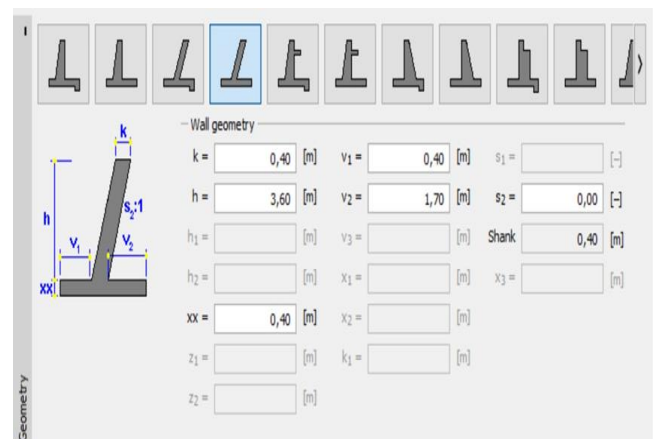 >
Wall geometry
k = 0,40 [m] v₁ = 0,40 [m] s₁ = [-]
h = 3,60 [m] v₂ = 1,70 [m] s₂ = 0,00 [-]
h₁ = [m] v₃ = [m] Shank 0,40 [m]
h₂ = [m] x₁ = [m] x₃ = [m]
xx = 0,40 [m] x₂ = [m]
z₁ = [m] k₁ = [m]
z₂ = [m]
k
h
s₂:1
v₁
v₂
xx
Geometry